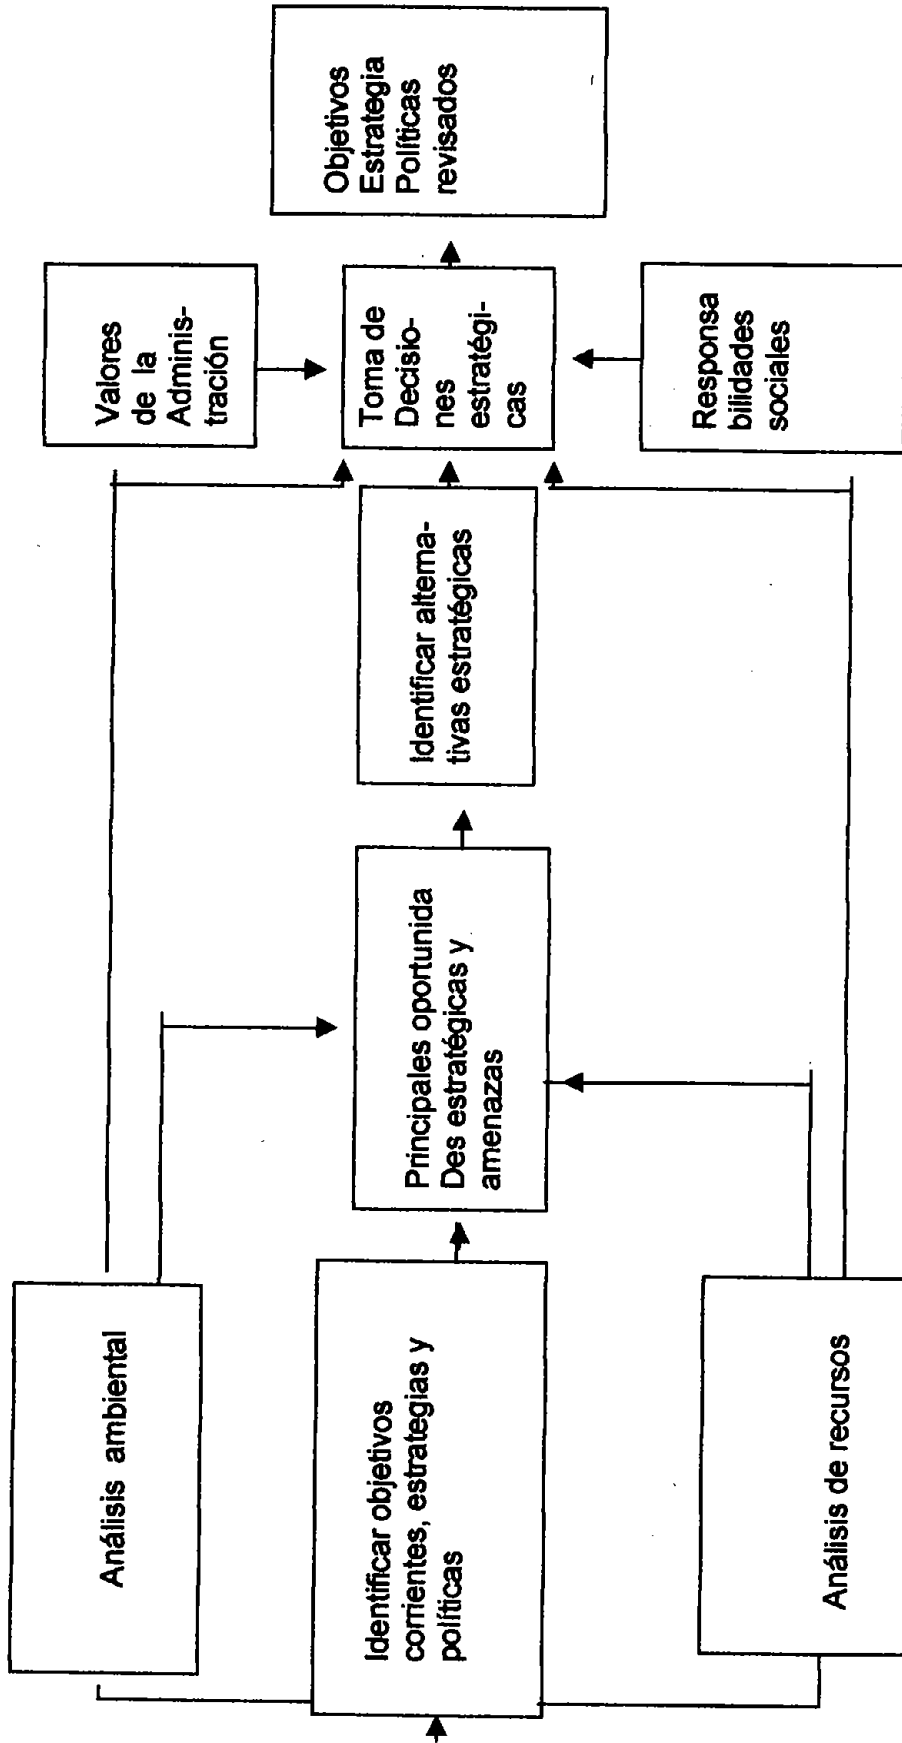 Análisis ambiental
Identificar objetivos
corrientes, estrategias y
políticas
Análisis de recursos
Principales oportunida
Des estratégicas y
amenazas
Identificar alterna-
tivas estratégicas
Valores
de la
Adminis-
tración
Toma de
Decisio-
nes
estratégi-
cas
Responsa
bilidades
sociales
Objetivos
Estrategia
Políticas
revisados